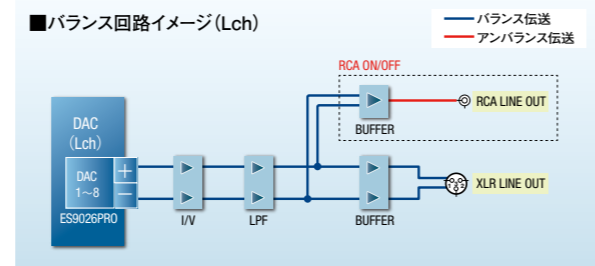 ■バランス回路イメージ(Lch)
バランス伝送
アンバランス伝送
RCA ON/OFF
DAC
(Lch)
BUFFER
RCA LINE OUT
DAC
1〜8
+
−
ES9026PRO
I/V
LPF
BUFFER
XLR LINE OUT